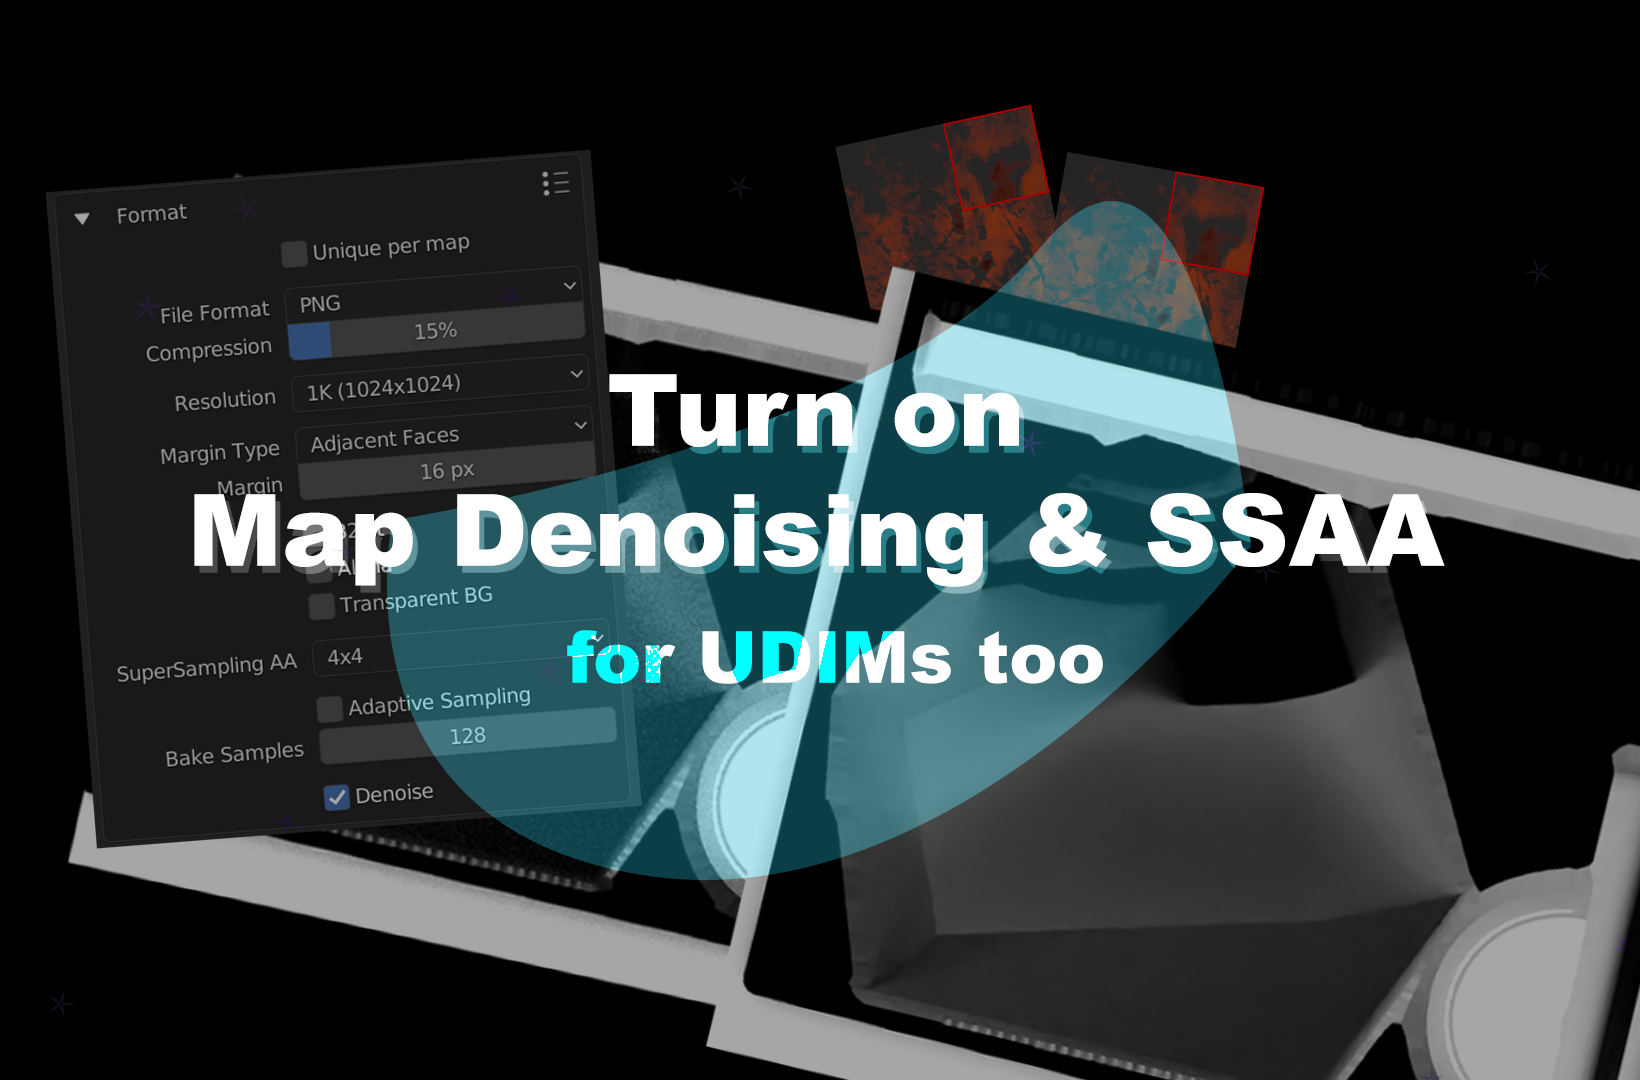 Format
Unique per map
File Format
PNG
Compression
15%
Resolution
1K (1024x1024)
Margin Type
Adjacent Faces
Margin
16 px
Transparent BG
SuperSampling AA
4x4
Adaptive Sampling
Bake Samples
128
Denoise
Turn on
Map Denoising & SSAA
for UDIMs too